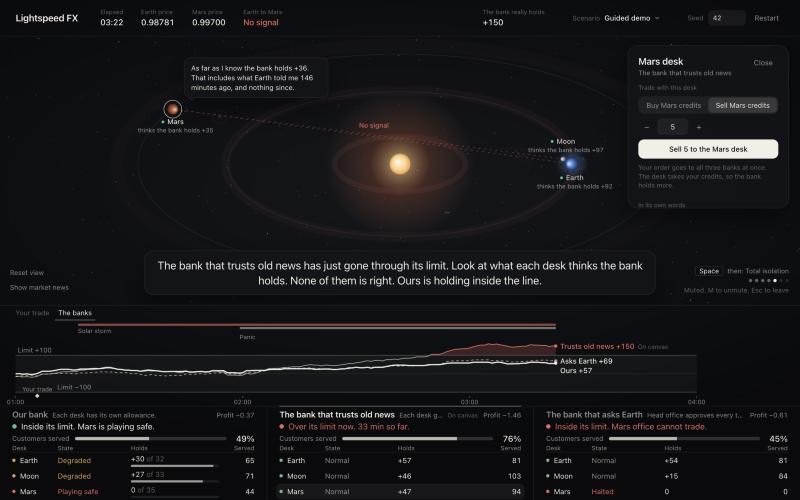 Lightspeed FX
Elapsed 03:22
Earth price 0.98781
Mars price 0.99700
Earth to Mars No signal
The bank really holds +150
Scenario Guided demo
Seed 42
Restart
As far as I know the bank holds +36.
That includes what Earth told me 146
minutes ago, and nothing since.
Mars
thinks the bank holds +35
No signal
Moon
thinks the bank holds +97
Earth
thinks the bank holds +92
Mars desk
Close
The bank that trusts old news
Trade with this desk
Buy Mars credits Sell Mars credits
− 5 +
Sell 5 to the Mars desk
Your order goes to all three banks at once.
The desk takes your credits, so the bank
holds more.
In its own words
The bank that trusts old news has just gone through its limit. Look at what each desk thinks the bank
holds. None of them is right. Ours is holding inside the line.
Reset view
Show market news
Space then: Total isolation
Muted. M to unmute, Esc to leave
Your trade The banks
Solar storm
Panic
Limit +100
Trusts old news +150 On canvas
Asks Earth +69
Ours +57
Your trade
Limit −100
01:00 02:00 03:00 04:00
Our bank Each desk has its own allowance. Profit −0.37
Inside its limit. Mars is playing safe.
Customers served 49%
Desk State Holds Served
Earth Degraded +30 of 32 65
Moon Degraded +27 of 33 71
Mars Playing safe 0 of 35 44
The bank that trusts old news Each desk g... On canvas Profit −1.46
Over its limit now. 33 min so far.
Customers served 76%
Desk State Holds Served
Earth Normal +57 81
Moon Normal +46 103
Mars Normal +47 94
The bank that asks Earth Head office approves every t... Profit −0.61
Inside its limit. Mars office cannot trade.
Customers served 45%
Desk State Holds Served
Earth Normal +54 81
Moon Normal +15 84
Mars Halted 0 0